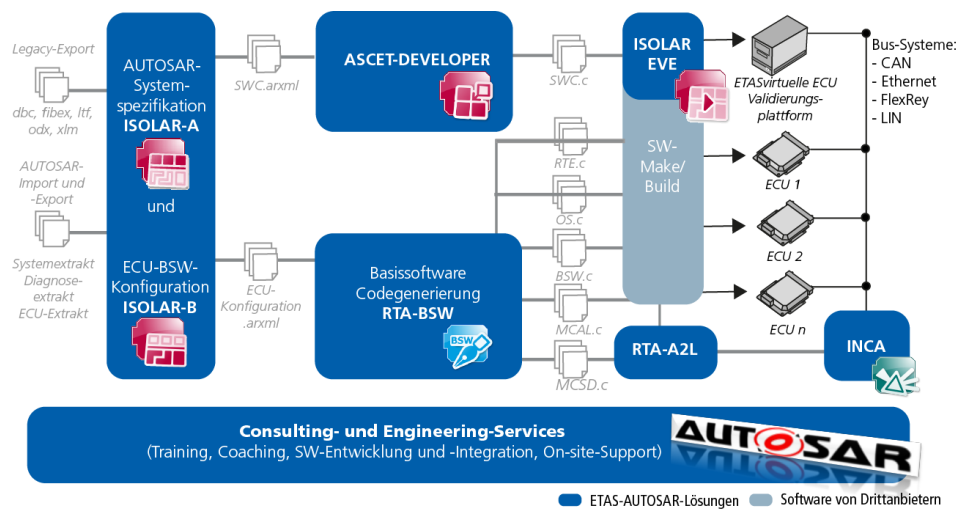 Legacy-Export
dbc, fibex, ltf,
odx, xlm
AUTOSAR-
Import und
-Export
Systemextrakt
Diagnose-
extrakt
ECU-Extrakt
AUTOSAR-
System-
spezifikation
ISOLAR-A
und
ECU-BSW-
Konfiguration
ISOLAR-B
SWC.arxml
ECU-
Konfiguration
.arxml
ASCET-DEVELOPER
Basissoftware
Codegenerierung
RTA-BSW
BSW
SWC.c
RTE.c
OS.c
BSW.c
MCAL.c
MCSD.c
ISOLAR
EVE
SW-
Make/
Build
RTA-A2L
ETASvirtuelle ECU
Validierungs-
plattform
ECU 1
ECU 2
ECU n
INCA
Bus-Systeme:
- CAN
- Ethernet
- FlexRey
- LIN
Consulting- und Engineering-Services
(Training, Coaching, SW-Entwicklung und -Integration, On-site-Support)
AUTOSAR
ETAS-AUTOSAR-Lösungen
Software von Drittanbietern